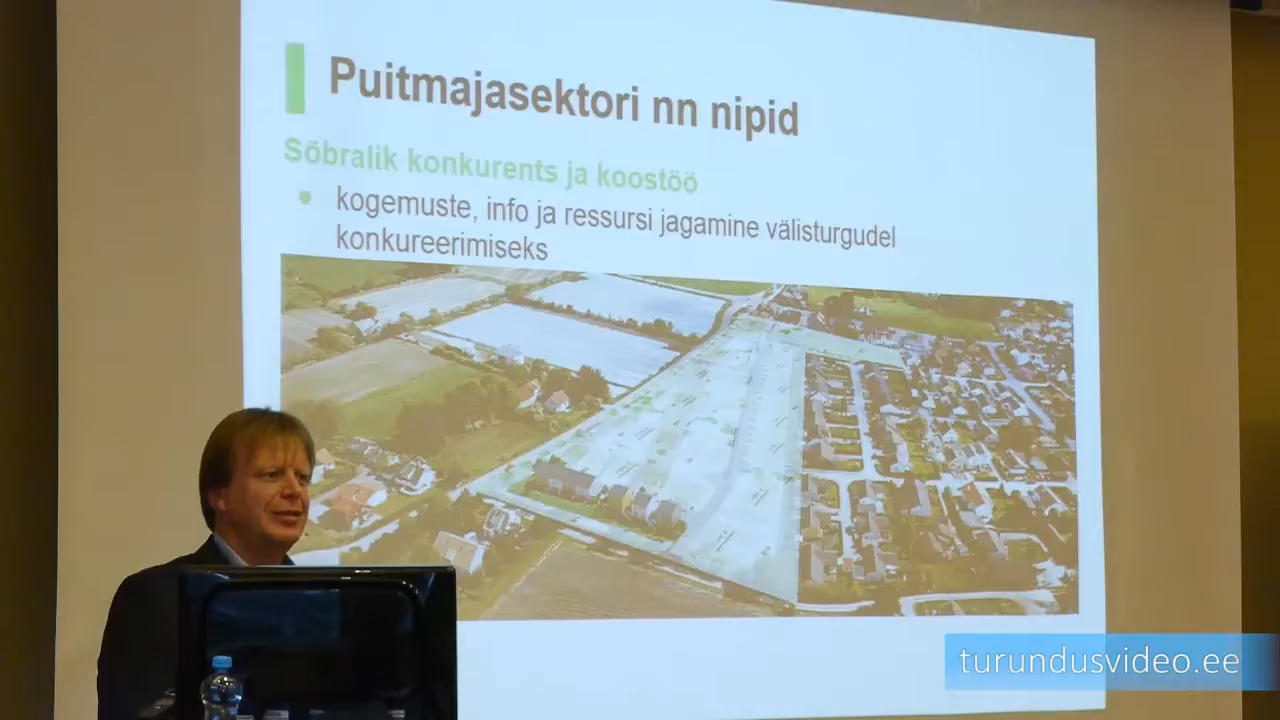 Puitmajasektori nn nipid
Sõbralik konkurents ja koostöö
kogemuste, info ja ressursi jagamine välisturgudel
konkureerimiseks
turundusvideo.ee